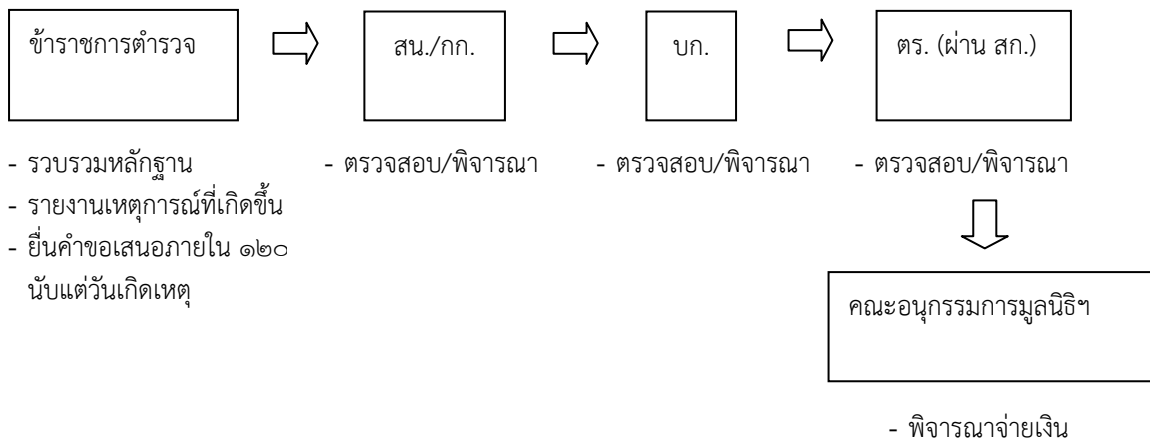 ข้าราชการตำรวจ
สน./กก.
บก.
ตร. (ผ่าน สก.)
- รวบรวมหลักฐาน
- รายงานเหตุการณ์ที่เกิดขึ้น
- ยื่นคำขอเสนอภายใน ๑๒๐
นับแต่วันเกิดเหตุ
- ตรวจสอบ/พิจารณา
- ตรวจสอบ/พิจารณา
- ตรวจสอบ/พิจารณา
คณะอนุกรรมการมูลนิธิฯ
- พิจารณาจ่ายเงิน